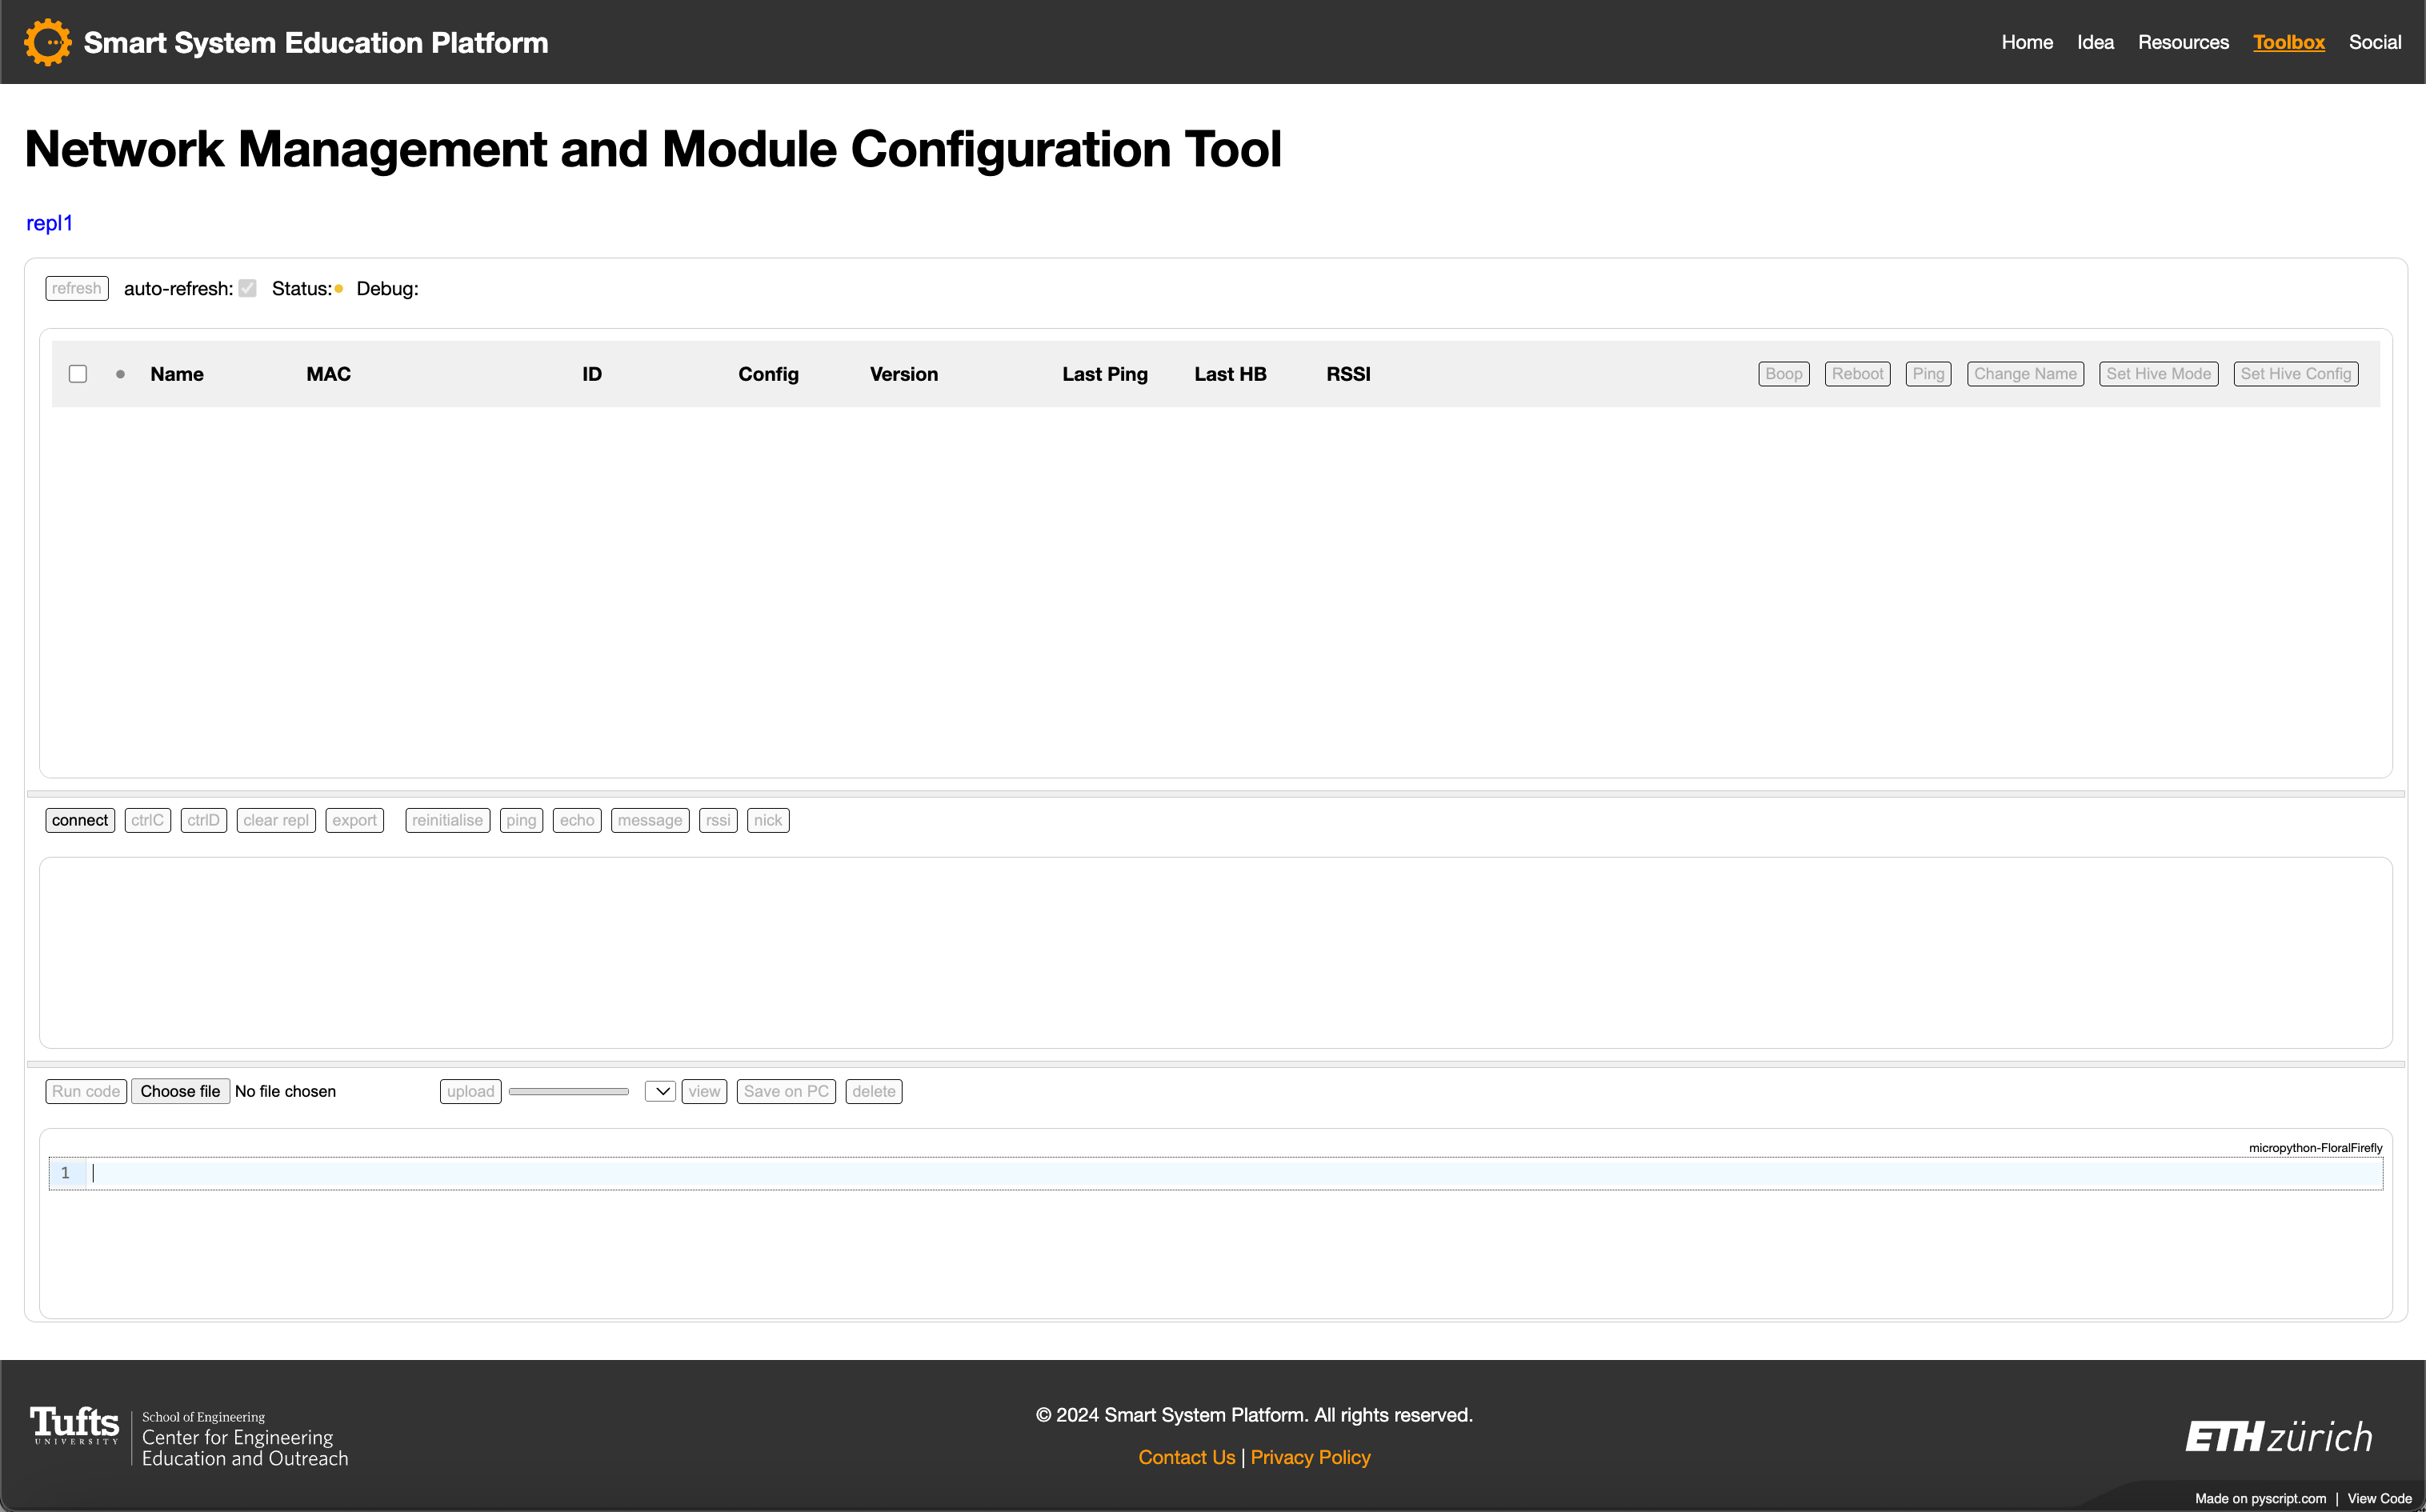 Smart System Education Platform Home Idea Resources Toolbox Social
Network Management and Module Configuration Tool
repl1
refresh auto-refresh: Status: Debug:
Name MAC ID Config Version Last Ping Last HB RSSI Boop Reboot Ping Change Name Set Hive Mode Set Hive Config
connect ctrlC ctrlD clear repl export reinitialise ping echo message rssi nick
Run code Choose file No file chosen upload view Save on PC delete
micropython-FloralFirefly
1
Tufts
UNIVERSITY
School of Engineering
Center for Engineering
Education and Outreach
© 2024 Smart System Platform. All rights reserved.
Contact Us | Privacy Policy
ETH zürich
Made on pyscript.com | View Code